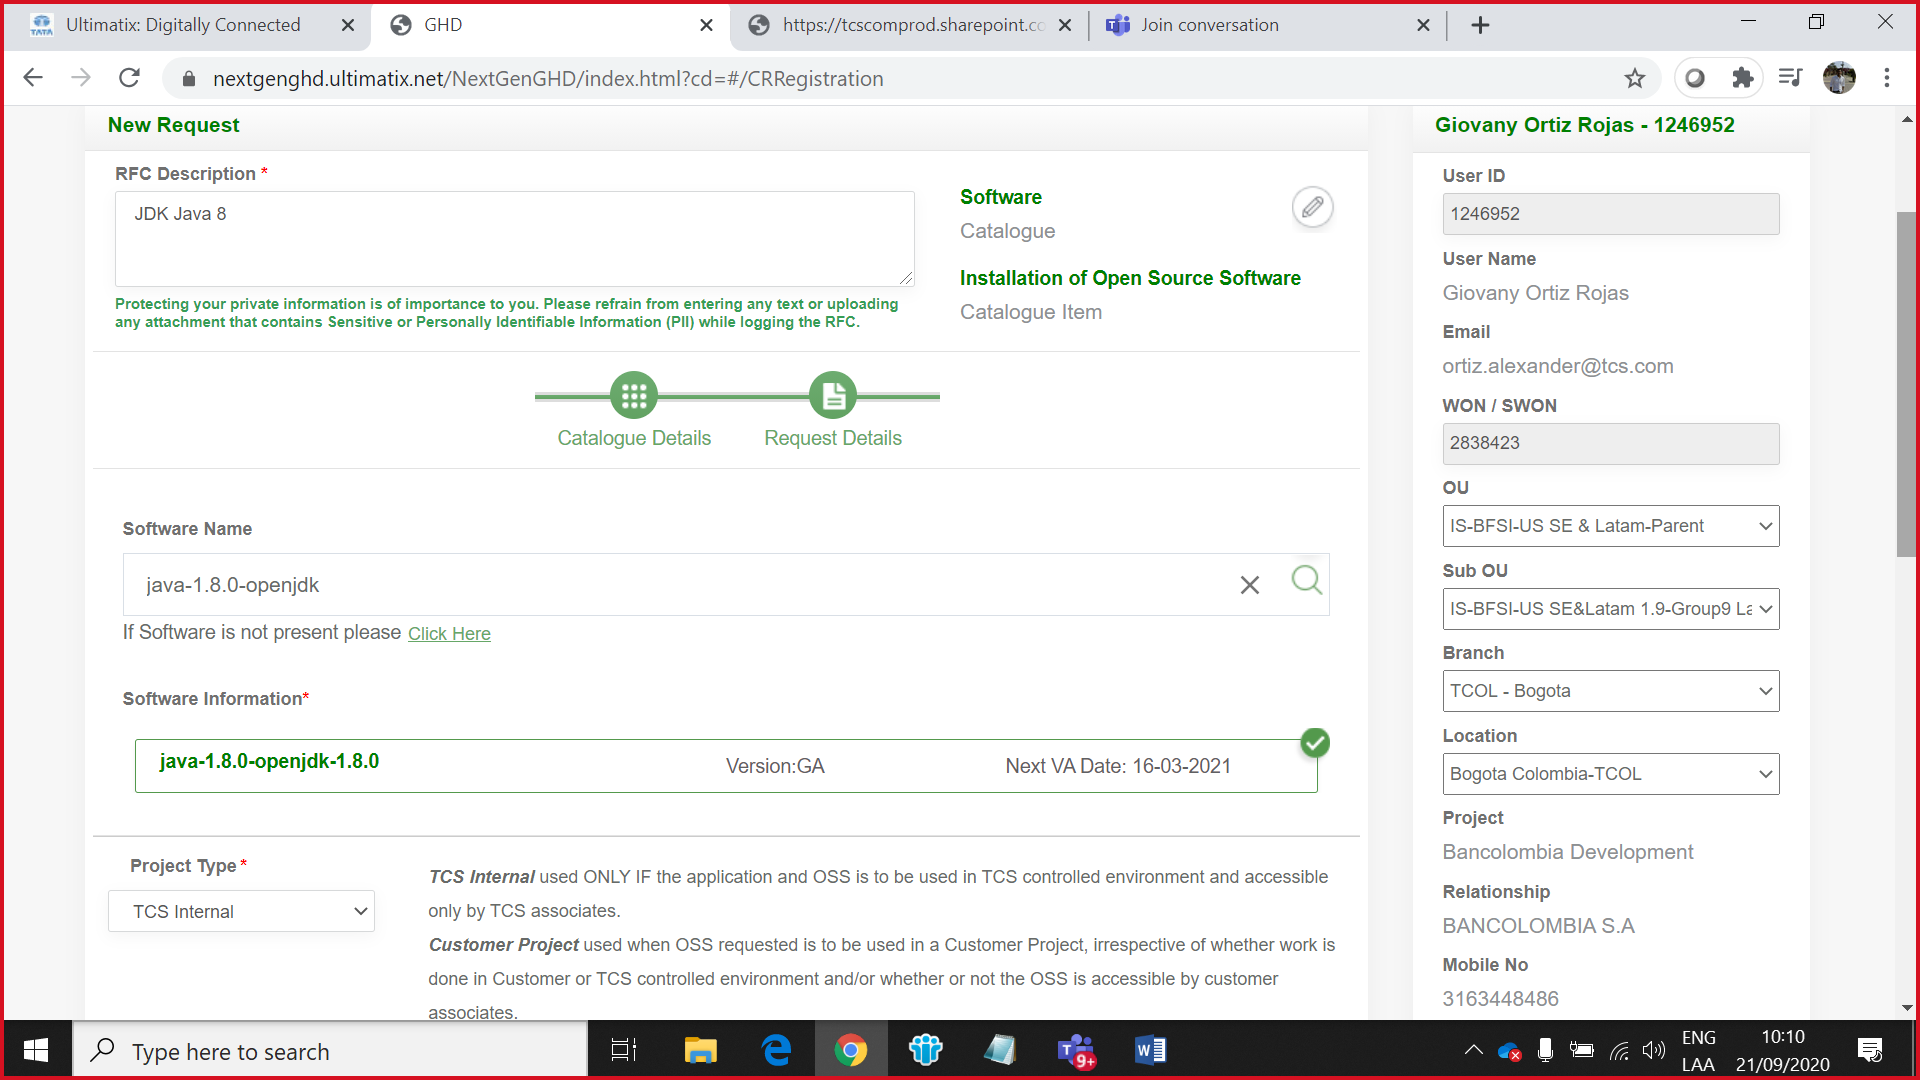 Ultimatix: Digitally Connected
GHD
https://tcscomprod.sharepoint.co
Join conversation
nextgenghd.ultimatix.net/NextGenGHD/index.html?cd=#/CRRegistration
New Request
RFC Description *
JDK Java 8
Protecting your private information is of importance to you. Please refrain from entering any text or uploading
any attachment that contains Sensitive or Personally Identifiable Information (PII) while logging the RFC.
Software
Catalogue
Installation of Open Source Software
Catalogue Item
Catalogue Details
Request Details
Software Name
java-1.8.0-openjdk
If Software is not present please Click Here
Software Information*
java-1.8.0-openjdk-1.8.0
Version:GA
Next VA Date: 16-03-2021
Project Type *
TCS Internal
TCS Internal used ONLY IF the application and OSS is to be used in TCS controlled environment and accessible
only by TCS associates.
Customer Project used when OSS requested is to be used in a Customer Project, irrespective of whether work is
done in Customer or TCS controlled environment and/or whether or not the OSS is accessible by customer
associates.
Giovany Ortiz Rojas - 1246952
User ID
1246952
User Name
Giovany Ortiz Rojas
Email
ortiz.alexander@tcs.com
WON / SWON
2838423
OU
IS-BFSI-US SE & Latam-Parent
Sub OU
IS-BFSI-US SE&Latam 1.9-Group9 La
Branch
TCOL - Bogota
Location
Bogota Colombia-TCOL
Project
Bancolombia Development
Relationship
BANCOLOMBIA S.A
Mobile No
3163448486
Type here to search
9+
ENG
LAA
10:10
21/09/2020